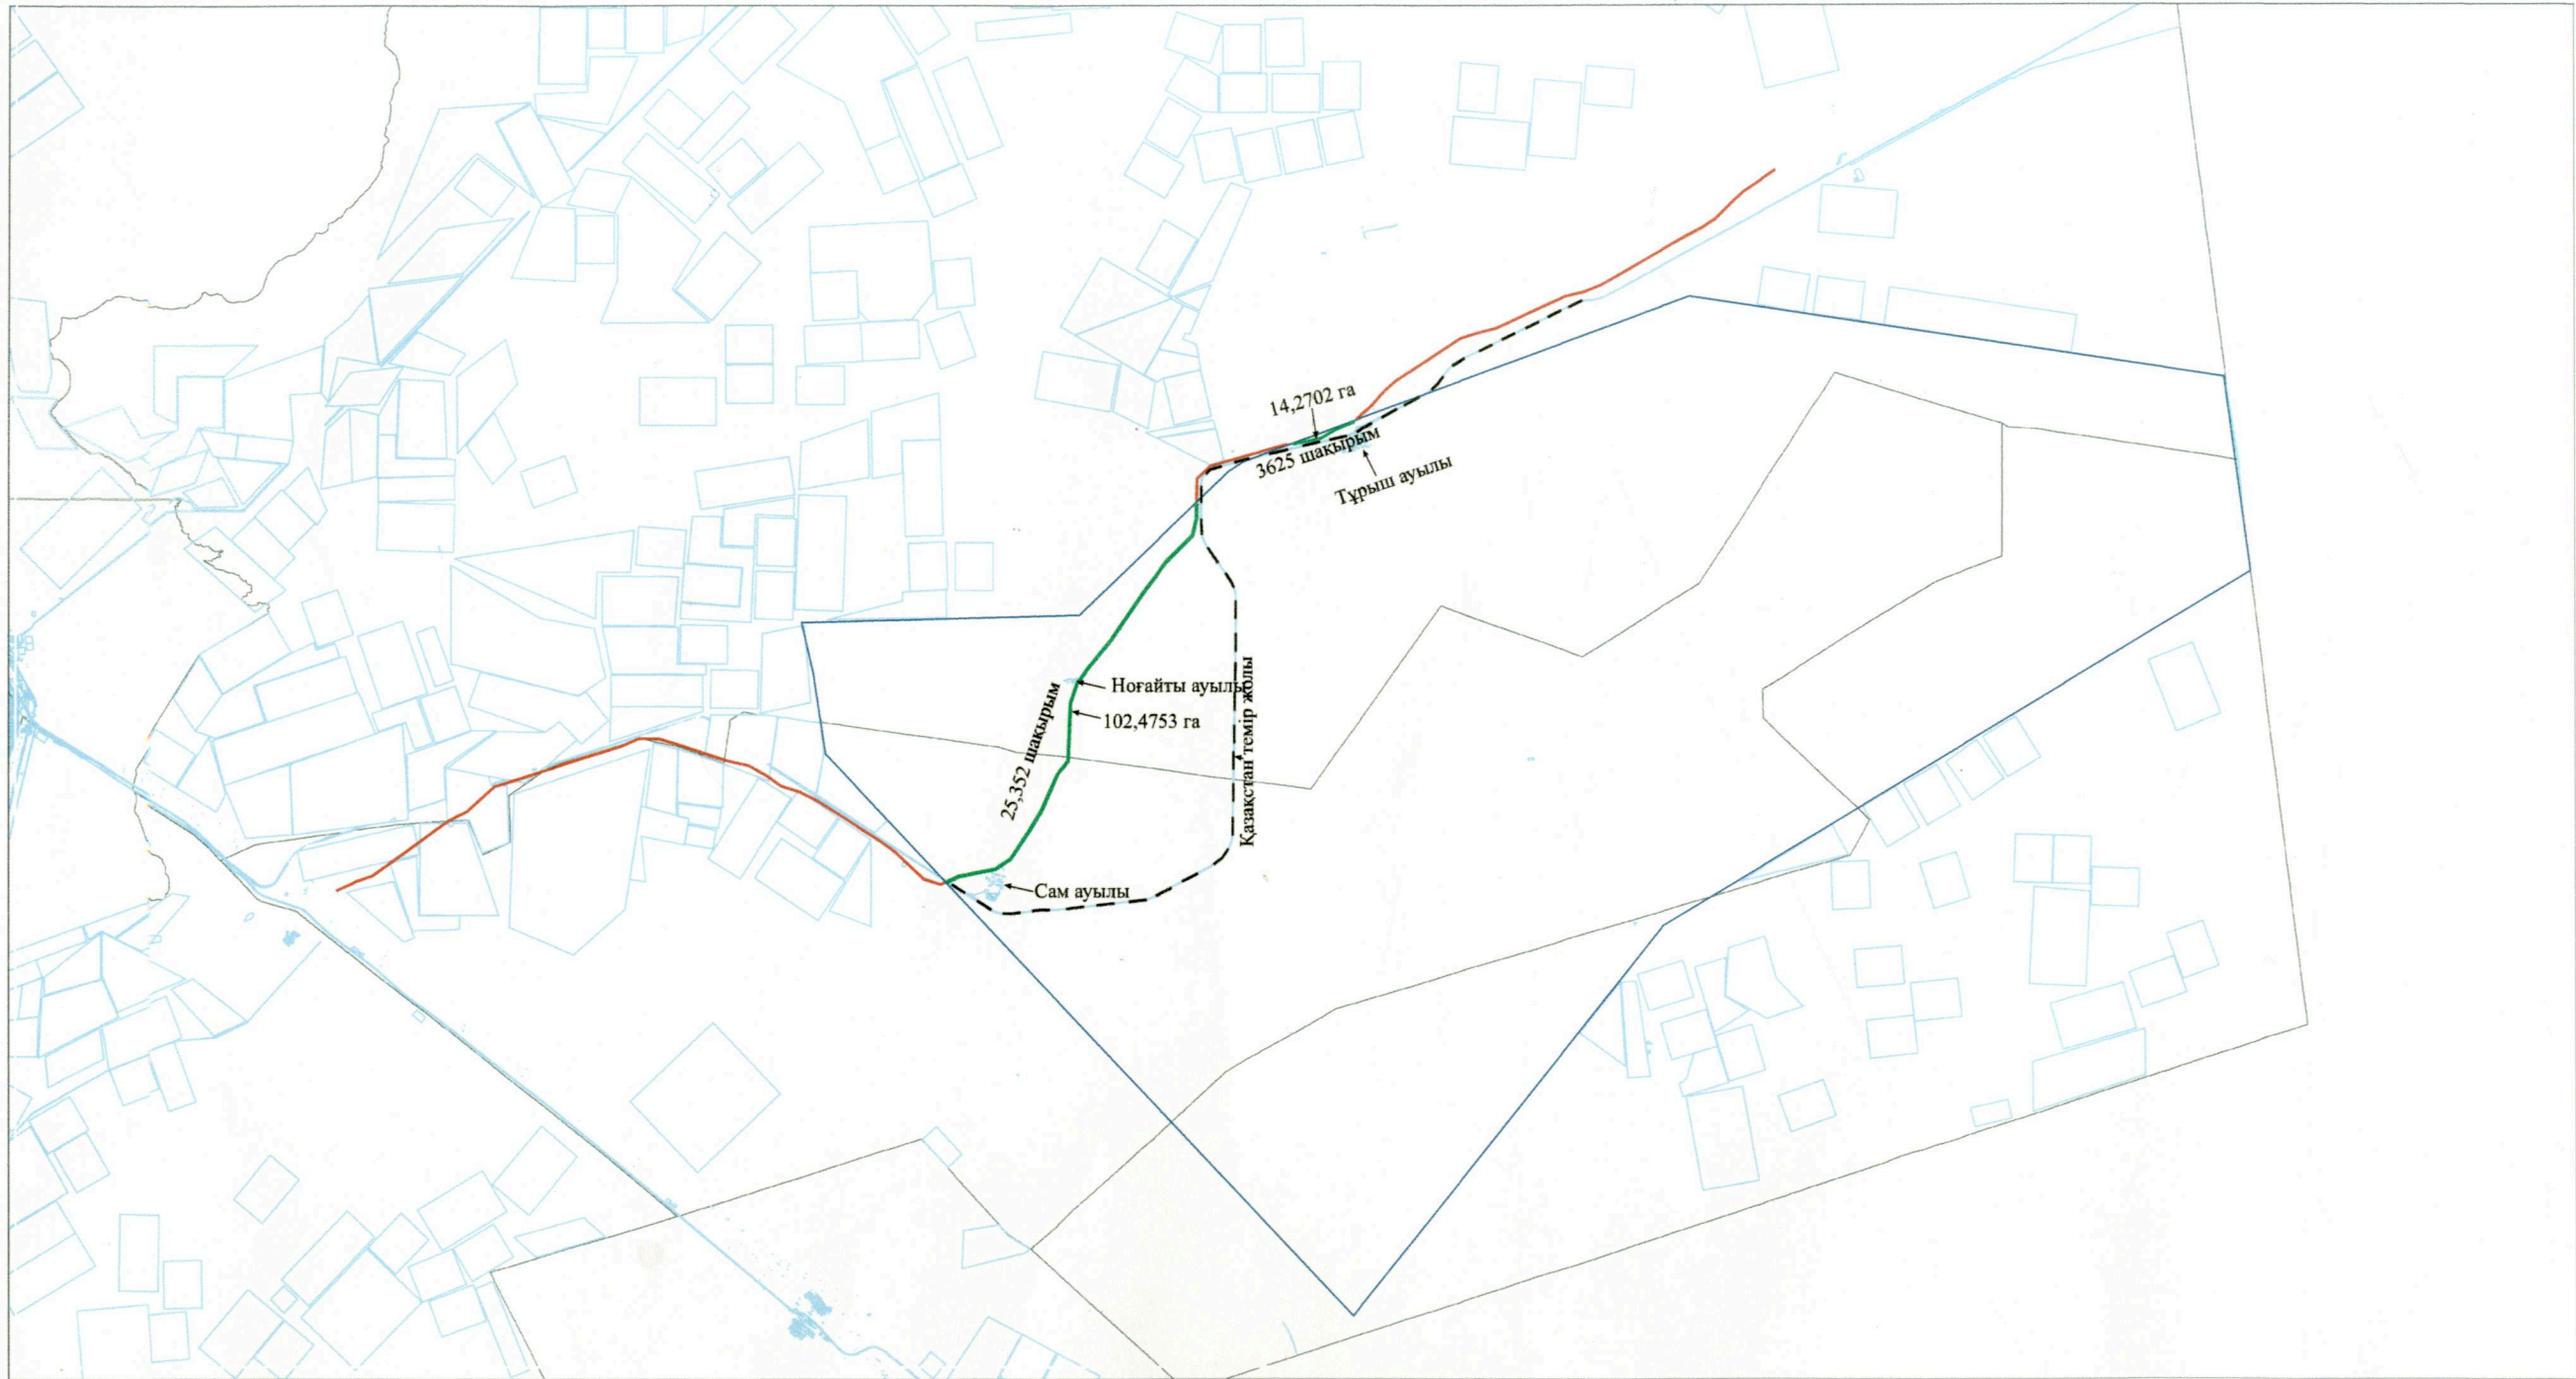 14,2702 га
3625 шақырым
Тұрыш ауылы
Ноғайты ауылы
102,4753 га
25,352 шақырым
Қазақстан темір жолы
Сам ауылы